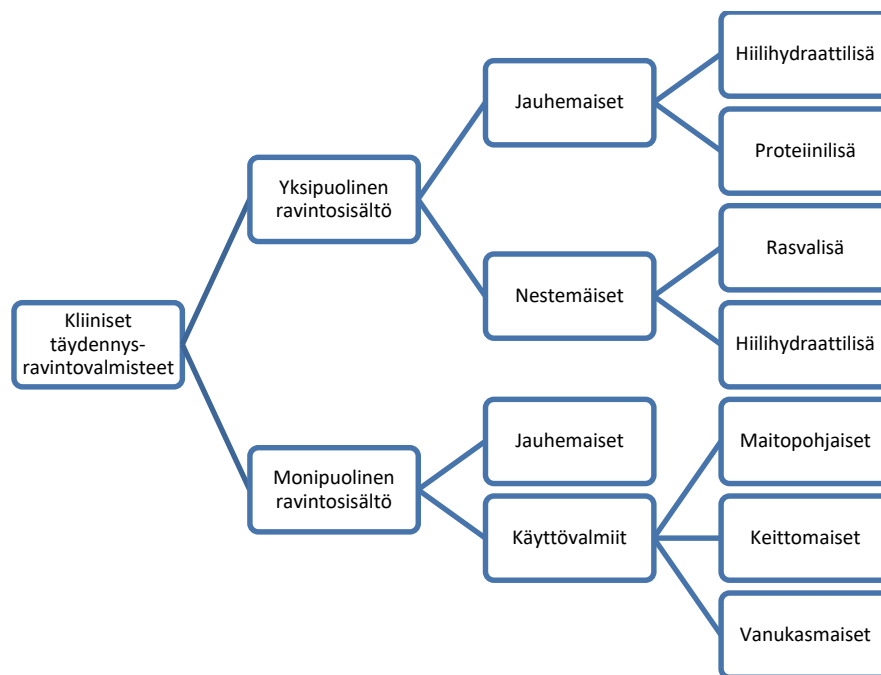 Kliiniset
täydennys-
ravintovalmisteet
Yksipuolinen
ravintosisältö
Jauhemaiset
Hiilihydraattilisä
Proteiinilisä
Nestemäiset
Rasvalisä
Hiilihydraattilisä
Monipuolinen
ravintosisältö
Jauhemaiset
Käyttövalmiit
Maitopohjaiset
Keittomaiset
Vanukasmaiset